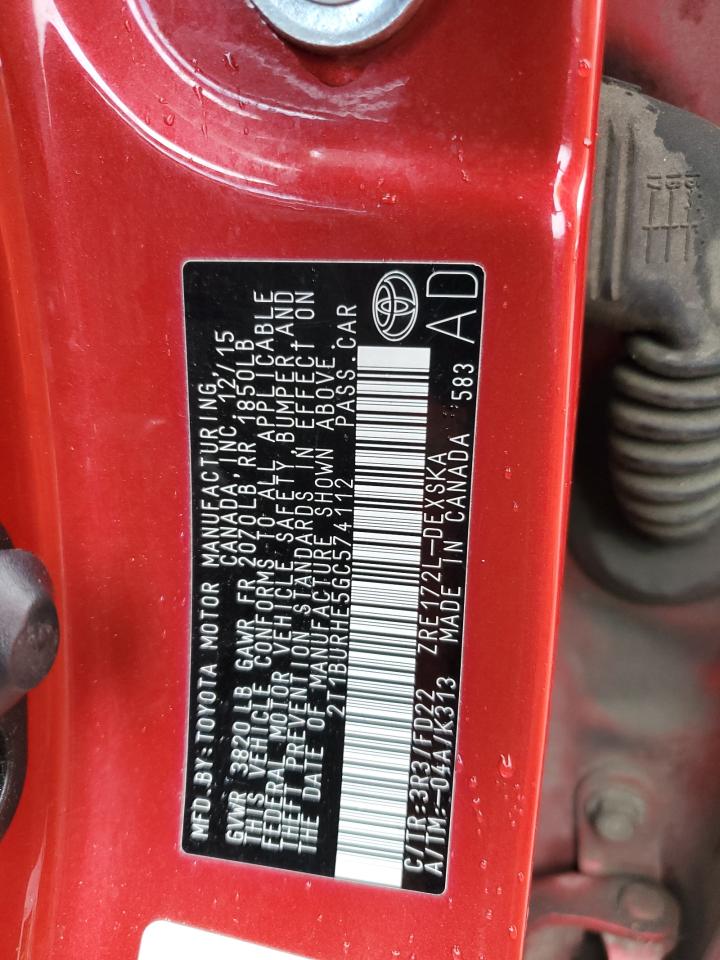 MFD.BY:TOYOTA MOTOR MANUFACTURING,
CANADA, INC. 12/15
GVWR 3820LB GAWR FR 2070LB RR 1850LB
THIS VEHICLE CONFORMS TO ALL APPLICABLE
FEDERAL MOTOR VEHICLE SAFETY, BUMPER, AND
THEFT PREVENTION STANDARDS IN EFFECT ON
THE DATE OF MANUFACTURE SHOWN ABOVE.
2T1BURHE5GC574112 PASS.CAR
C/TR:3R3/FD22 ZRE172L-DEXSKA 583
A/TM:-04A/K313 MADE IN CANADA
AD